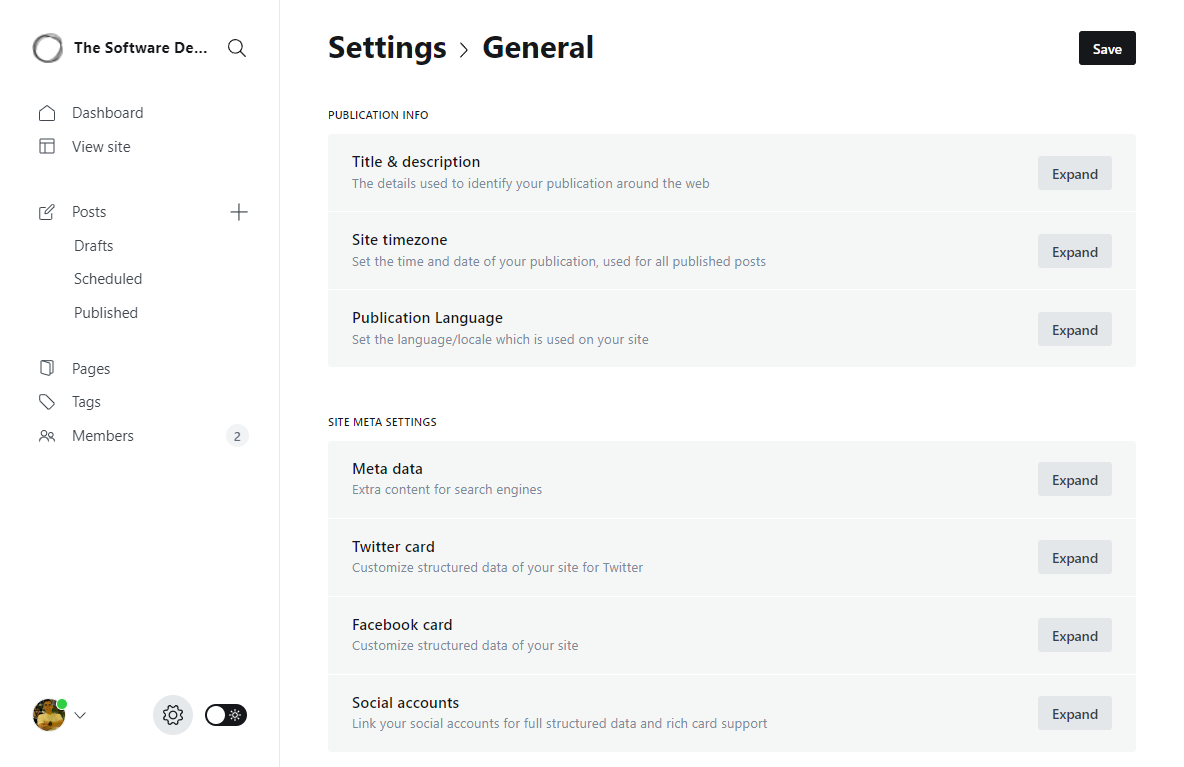 The Software De...
Dashboard
View site
Posts
Drafts
Scheduled
Published
Pages
Tags
Members 2
Settings > General
Save
PUBLICATION INFO
Title & description
The details used to identify your publication around the web
Expand
Site timezone
Set the time and date of your publication, used for all published posts
Expand
Publication Language
Set the language/locale which is used on your site
Expand
SITE META SETTINGS
Meta data
Extra content for search engines
Expand
Twitter card
Customize structured data of your site for Twitter
Expand
Facebook card
Customize structured data of your site
Expand
Social accounts
Link your social accounts for full structured data and rich card support
Expand